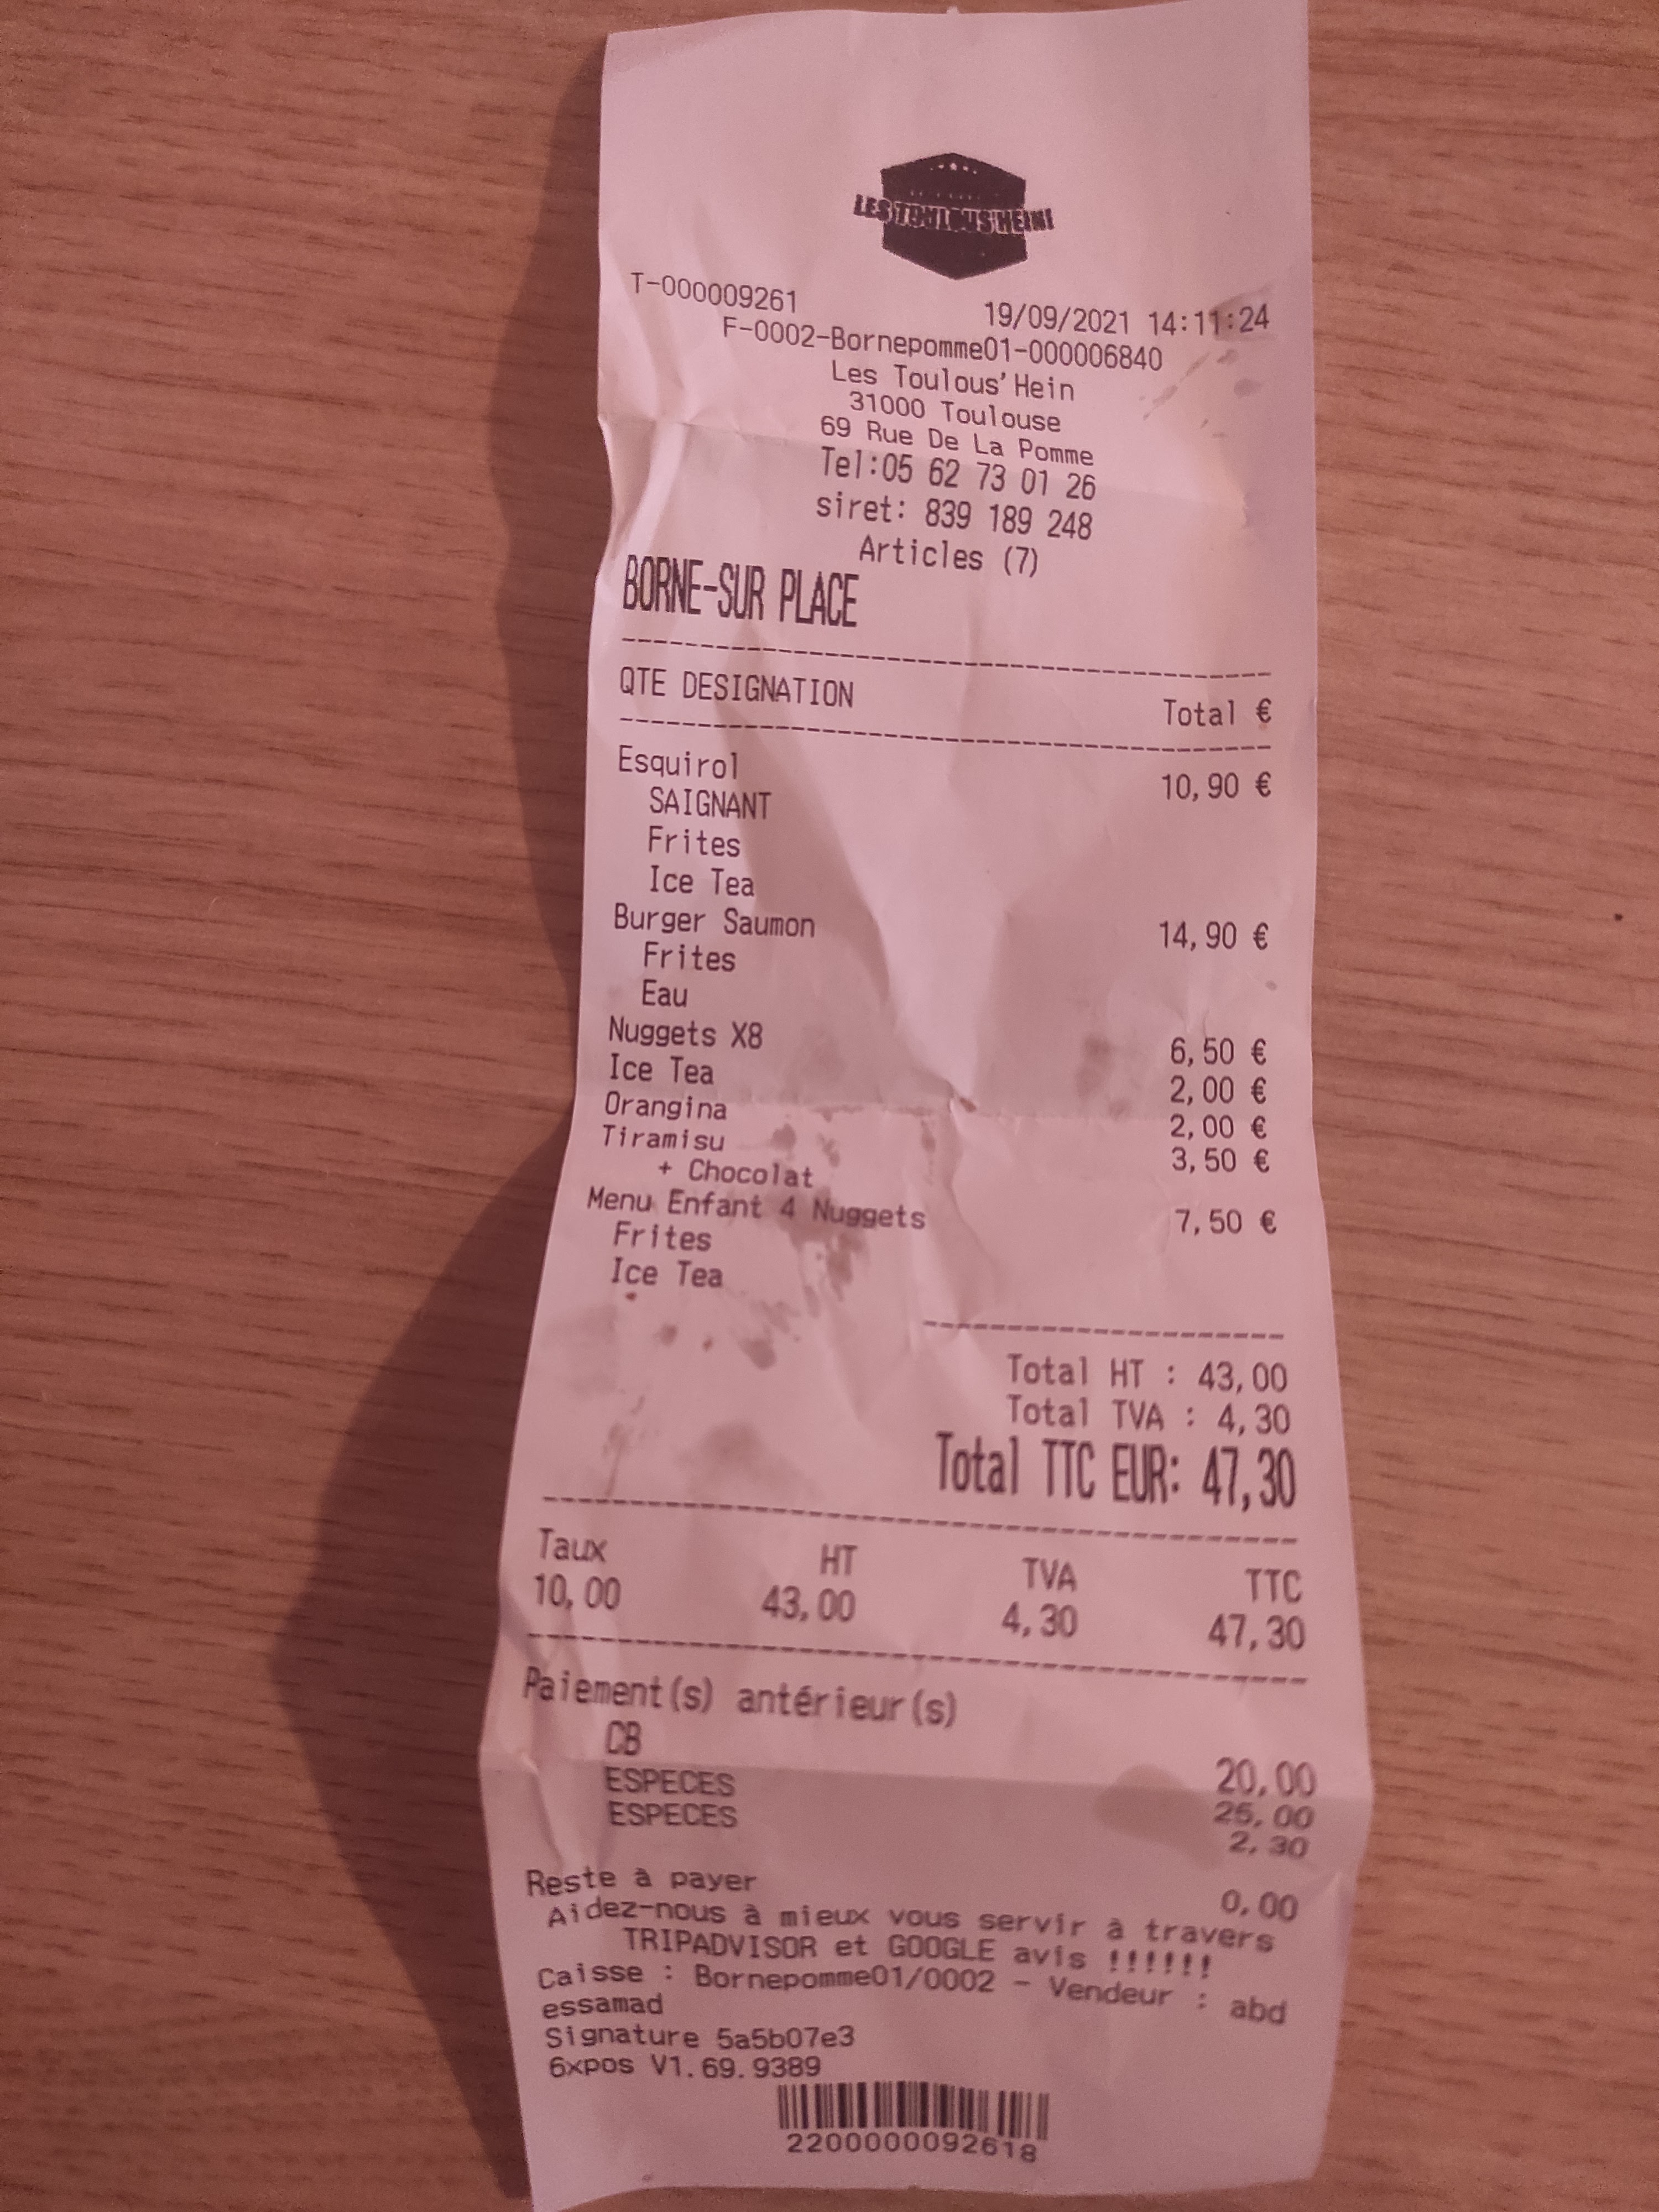 LES TOULOUS'HEIN!
T-000009261 19/09/2021 14:11:24
F-0002-Bornepomme01-000006840
Les Toulous'Hein
31000 Toulouse
69 Rue De La Pomme
Tel:05 62 73 01 26
siret: 839 189 248
Articles (7)
BORNE-SUR PLACE
QTE DESIGNATION Total €
Esquirol 10,90 €
SAIGNANT
Frites
Ice Tea
Burger Saumon 14,90 €
Frites
Eau
Nuggets X8 6,50 €
Ice Tea 2,00 €
Orangina 2,00 €
Tiramisu 3,50 €
+ Chocolat
Menu Enfant 4 Nuggets 7,50 €
Frites
Ice Tea
Total HT : 43,00
Total TVA : 4,30
Total TTC EUR: 47,30
Taux HT TVA TTC
10,00 43,00 4,30 47,30
Paiement(s) antérieur(s)
CB 20,00
ESPECES 25,00
ESPECES 2,30
Reste à payer 0,00
Aidez-nous à mieux vous servir à travers
TRIPADVISOR et GOOGLE avis !!!!!!
Caisse : Bornepomme01/0002 - Vendeur : abd
essamad
Signature 5a5b07e3
6xpos V1.69.9389
2200000092618